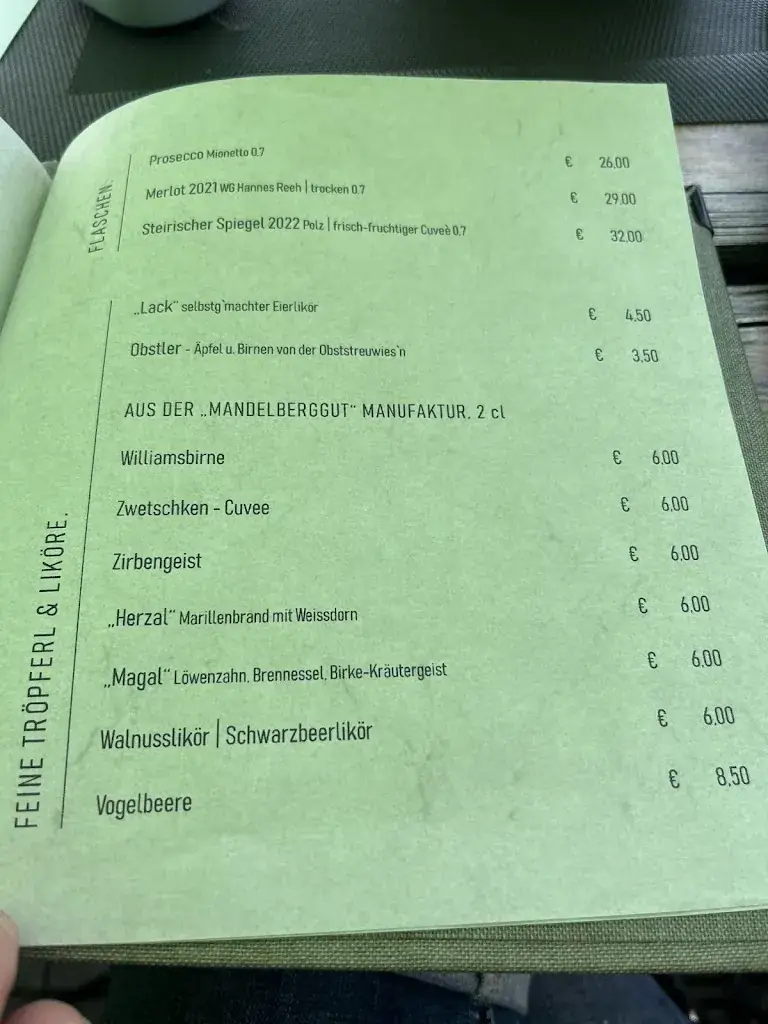 FLASCHEN.
Prosecco Mionetto 0.7 € 26,00
Merlot 2021 WG Hannes Reeh | trocken 0.7 € 29,00
Steirischer Spiegel 2022 Polz | frisch-fruchtiger Cuveè 0.7 € 32,00
FEINE TRÖPFERL & LIKÖRE.
„Lack“ selbstg`machter Eierlikör € 4,50
Obstler - Äpfel u. Birnen von der Obststreuwies`n € 3,50
AUS DER „MANDELBERGGUT“ MANUFAKTUR, 2 cl
Williamsbirne € 6,00
Zwetschken - Cuvee € 6,00
Zirbengeist € 6,00
„Herzal“ Marillenbrand mit Weissdorn € 6,00
„Magal“ Löwenzahn, Brennessel, Birke-Kräutergeist € 6,00
Walnusslikör | Schwarzbeerlikör € 6,00
Vogelbeere € 8,50